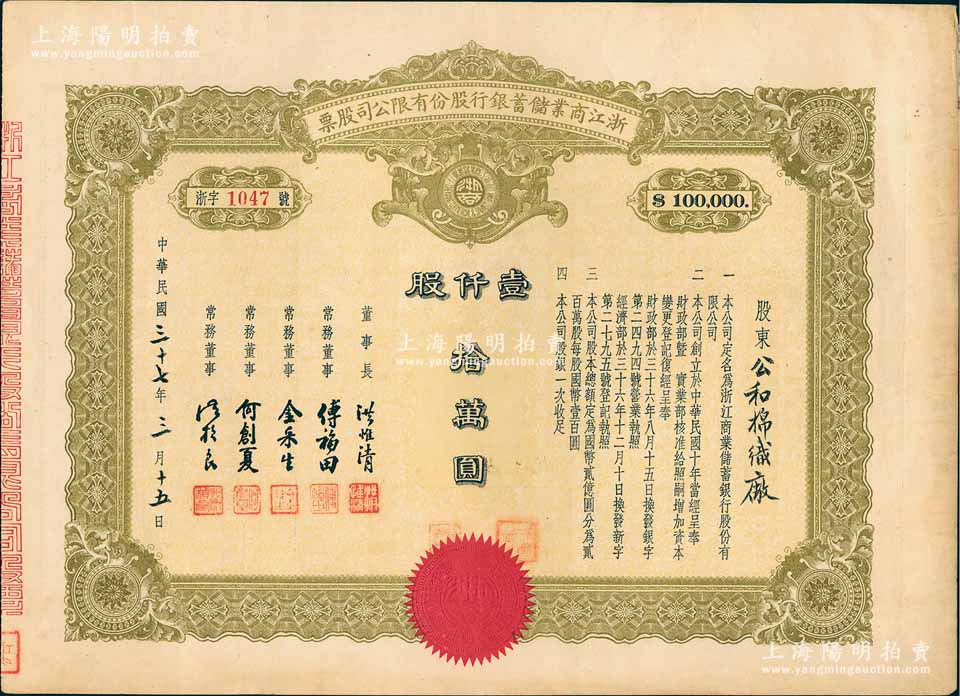 上海陽明拍賣
www.yangmingauction.com
浙江商業儲蓄銀行股份有限公司股票
浙字 1047 號
$ 100,000.
股東 公和棉織廠
一 本公司定名為浙江商業儲蓄銀行股份有
限公司
二 本公司創立於中華民國十年當經呈奉
財政部暨 實業部核准給照嗣增加資本
變更登記復經呈奉
財政部於三十六年八月十五日換發銀字
第二四九四號營業執照
經濟部於三十六年十二月十日換發新字
第二七九五號登記執照
三 本公司股本總額定為國幣貳億圓分為貳
百萬股每股國幣壹百圓
四 本公司股銀一次收足
壹仟股
拾萬圓
董事長 洪惟清
常務董事 傅福田
常務董事 金承生
常務董事 何創夏
常務董事
中華民國三十七年三月十五日
上海陽明拍賣
www.yangmingauction.com
上海陽明拍賣
www.yangmingauction.com